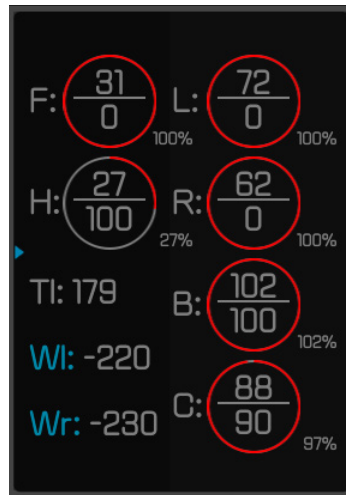 F: 31/0 100%
L: 72/0 100%
H: 27/100 27%
R: 62/0 100%
TI: 179
B: 102/100 102%
WI: -220
C: 88/90 97%
Wr: -230